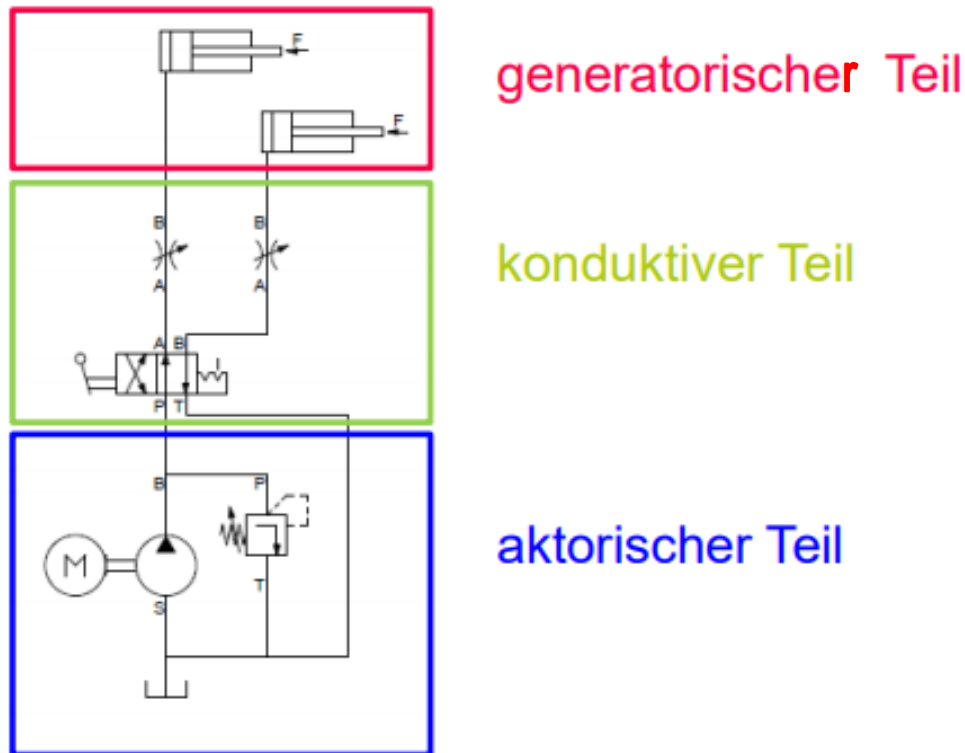 F
F
generatorischer Teil
B B
A A
konduktiver Teil
A B
P T
B P
M
aktorischer Teil
T
S